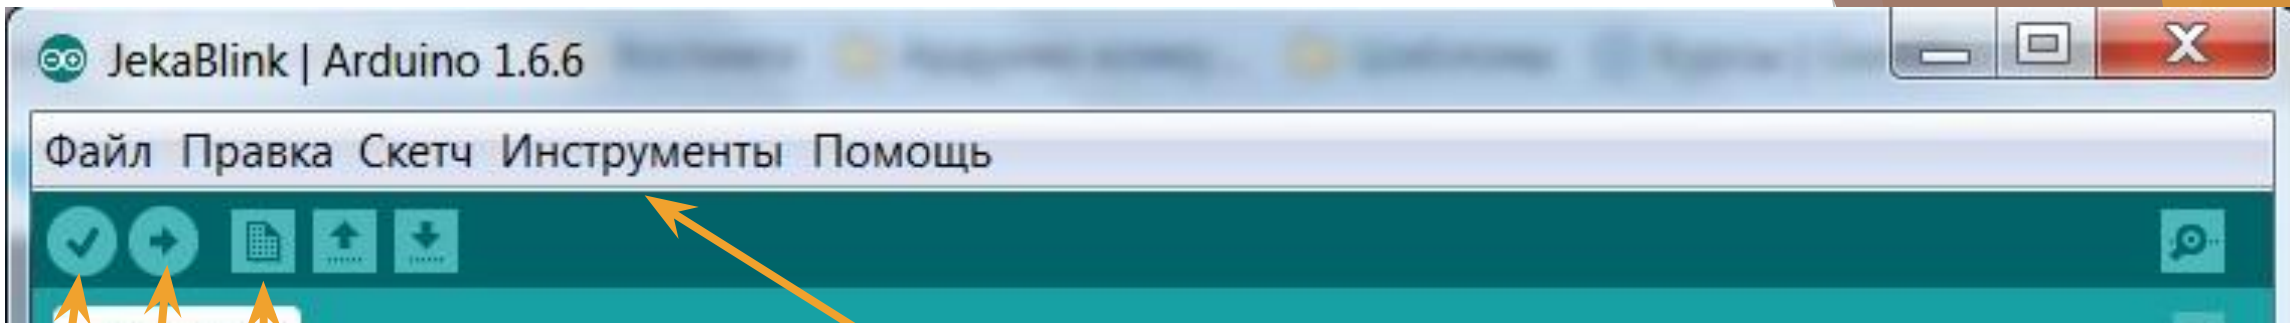 JekaBlink | Arduino 1.6.6
Файл Правка Скетч Инструменты Помощь